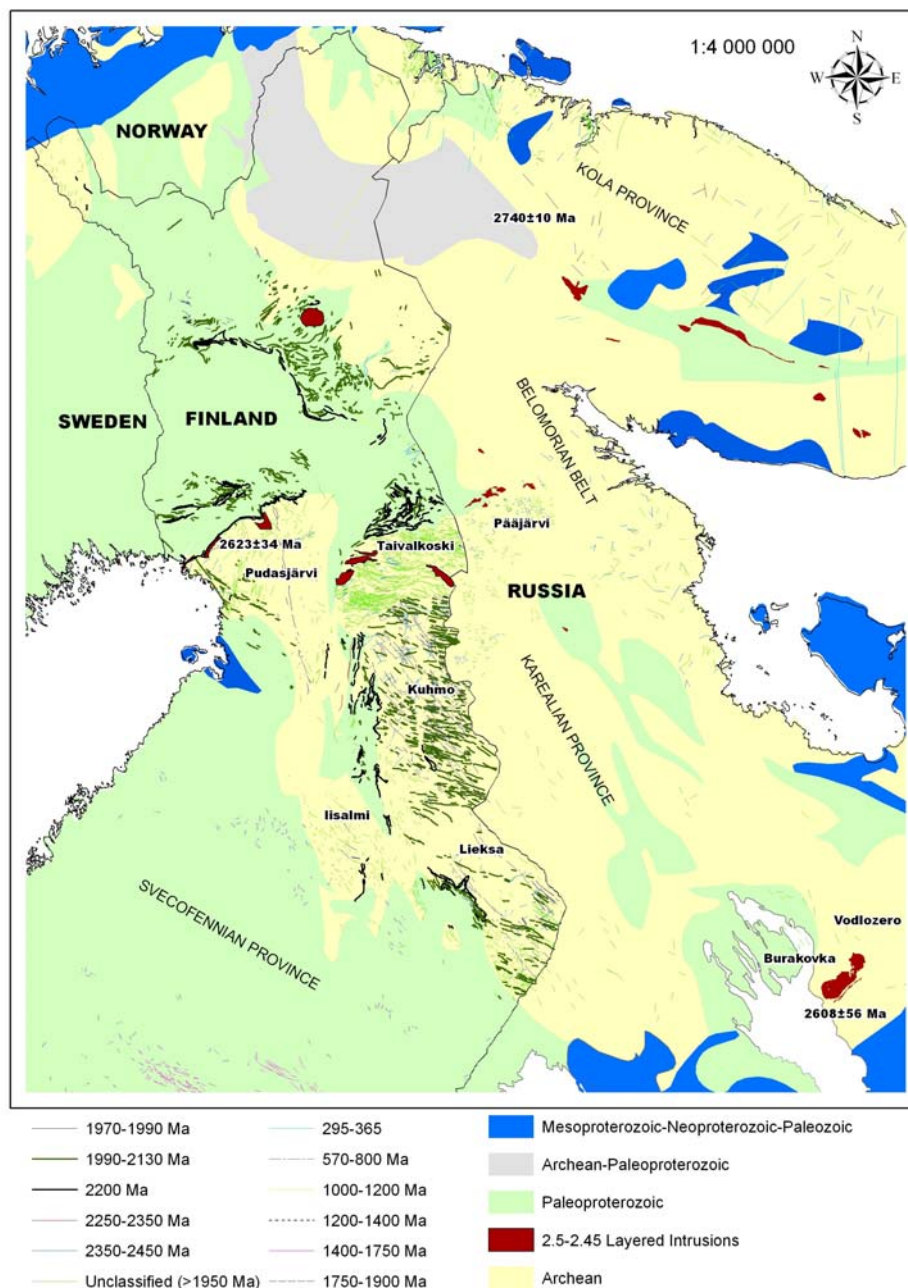 1:4 000 000
N
W E
S
NORWAY
KOLA PROVINCE
2740±10 Ma
BELOMORIAN BELT
SWEDEN FINLAND
Pääjärvi
2623±34 Ma
Taivalkoski
Pudasjärvi
RUSSIA
KAREALIAN PROVINCE
Kuhmo
Iisalmi
Lieksa
SVECOFENNIAN PROVINCE
Vodlozero
Burakovka
2608±56 Ma
1970-1990 Ma
1990-2130 Ma
2200 Ma
2250-2350 Ma
2350-2450 Ma
Unclassified (>1950 Ma)
295-365
570-800 Ma
1000-1200 Ma
1200-1400 Ma
1400-1750 Ma
1750-1900 Ma
Mesoproterozoic-Neoproterozoic-Paleozoic
Archean-Paleoproterozoic
Paleoproterozoic
2.5-2.45 Layered Intrusions
Archean